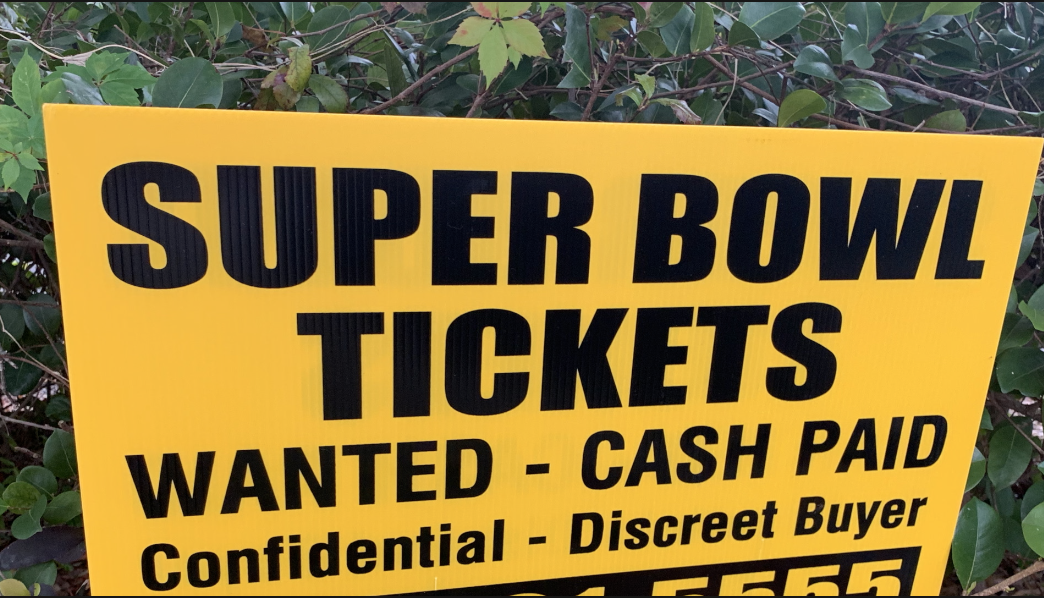 SUPER BOWL
TICKETS
WANTED - CASH PAID
Confidential - Discreet Buyer